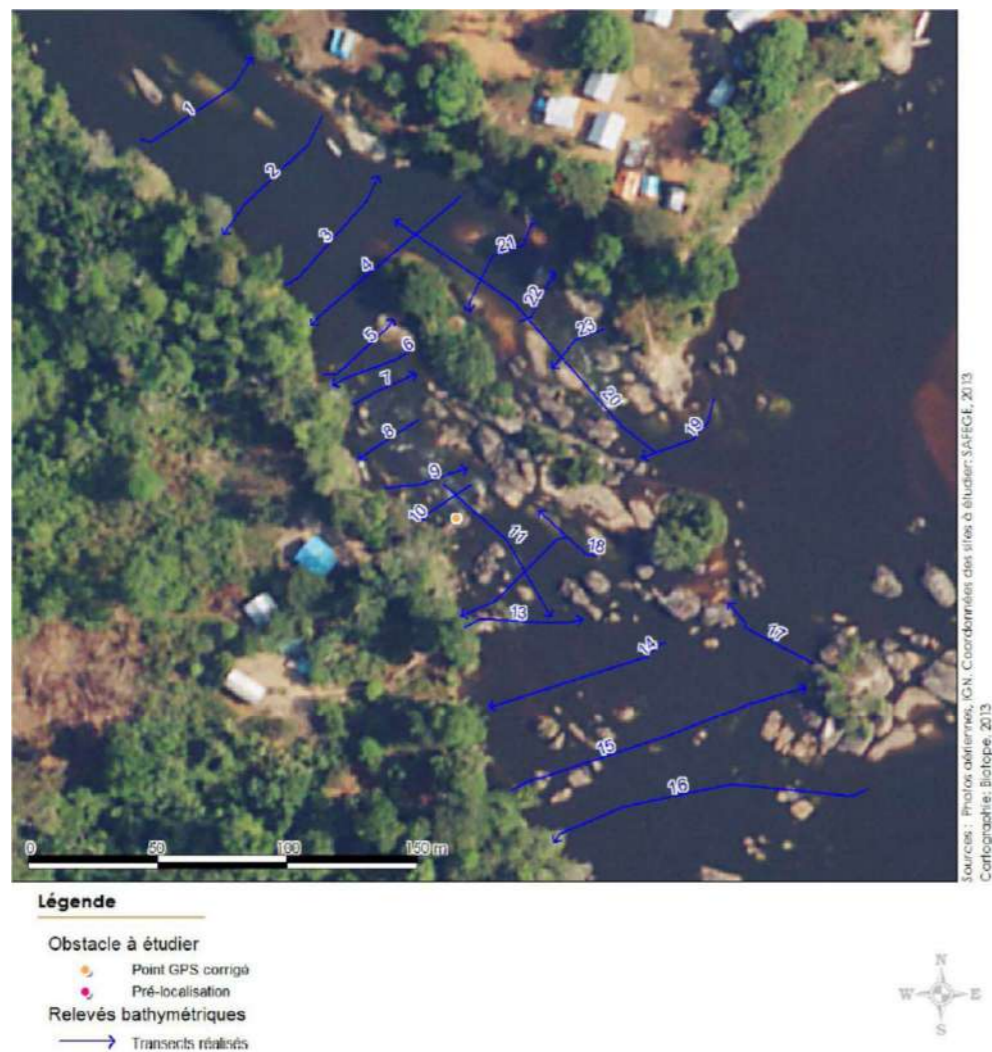 1
2
3
4
21
22
5
23
6
7
20
8
19
9
10
11
18
13
17
14
15
16
0 50 100 150 m
Sources : Photos aériennes, IGN. Coordonnées des sites à étudier: SAFEGE, 2013
Cartographie: Biotope, 2013
Légende
Obstacle à étudier
Point GPS corrigé
Pré-localisation
Relevés bathymétriques
Transects réalisés
N
W E
S